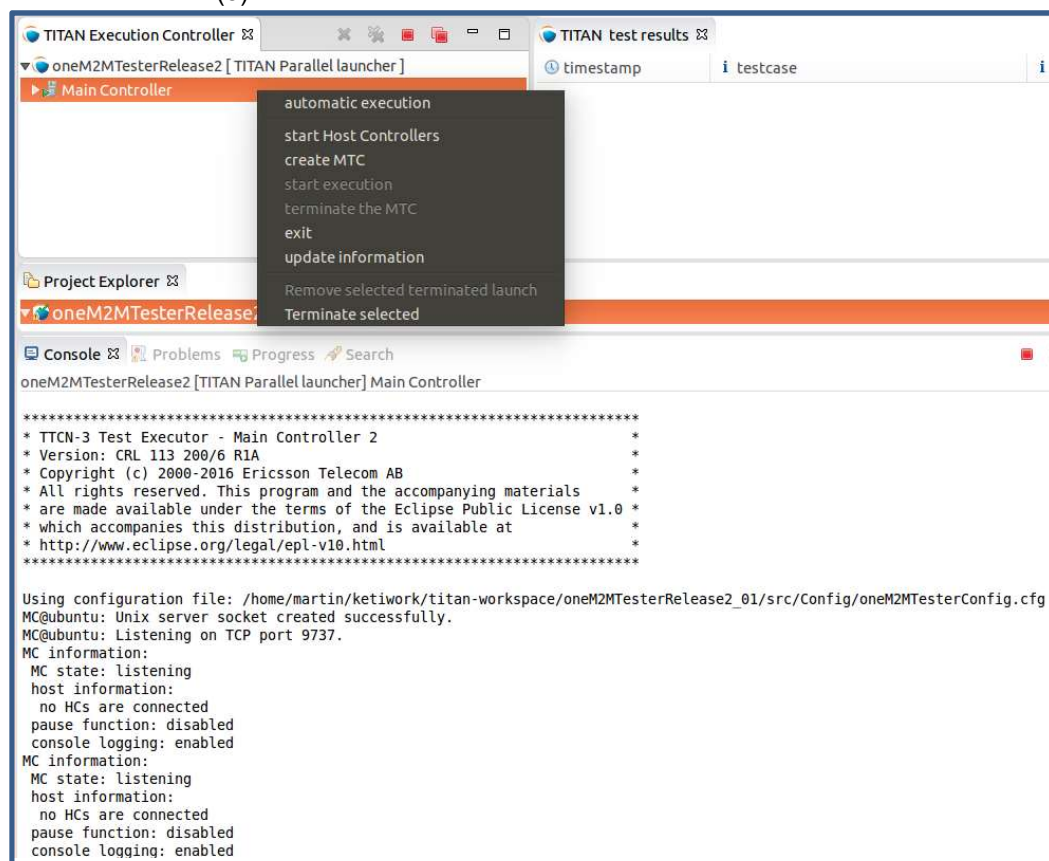 TITAN Execution Controller
TITAN test results
oneM2MTesterRelease2 [ TITAN Parallel launcher ]
timestamp
i testcase
i
Main Controller
automatic execution
start Host Controllers
create MTC
start execution
terminate the MTC
exit
update information
Remove selected terminated launch
Terminate selected
Project Explorer
oneM2MTesterRelease2
Console Problems Progress Search
oneM2MTesterRelease2 [TITAN Parallel launcher] Main Controller
*************************************************************************
* TTCN-3 Test Executor - Main Controller 2 *
* Version: CRL 113 200/6 R1A *
* Copyright (c) 2000-2016 Ericsson Telecom AB *
* All rights reserved. This program and the accompanying materials *
* are made available under the terms of the Eclipse Public License v1.0 *
* which accompanies this distribution, and is available at *
* http://www.eclipse.org/legal/epl-v10.html *
*************************************************************************
Using configuration file: /home/martin/ketiwork/titan-workspace/oneM2MTesterRelease2_01/src/Config/oneM2MTesterConfig.cfg
MC@ubuntu: Unix server socket created successfully.
MC@ubuntu: Listening on TCP port 9737.
MC information:
MC state: listening
host information:
no HCs are connected
pause function: disabled
console logging: enabled
MC information:
MC state: listening
host information:
no HCs are connected
pause function: disabled
console logging: enabled